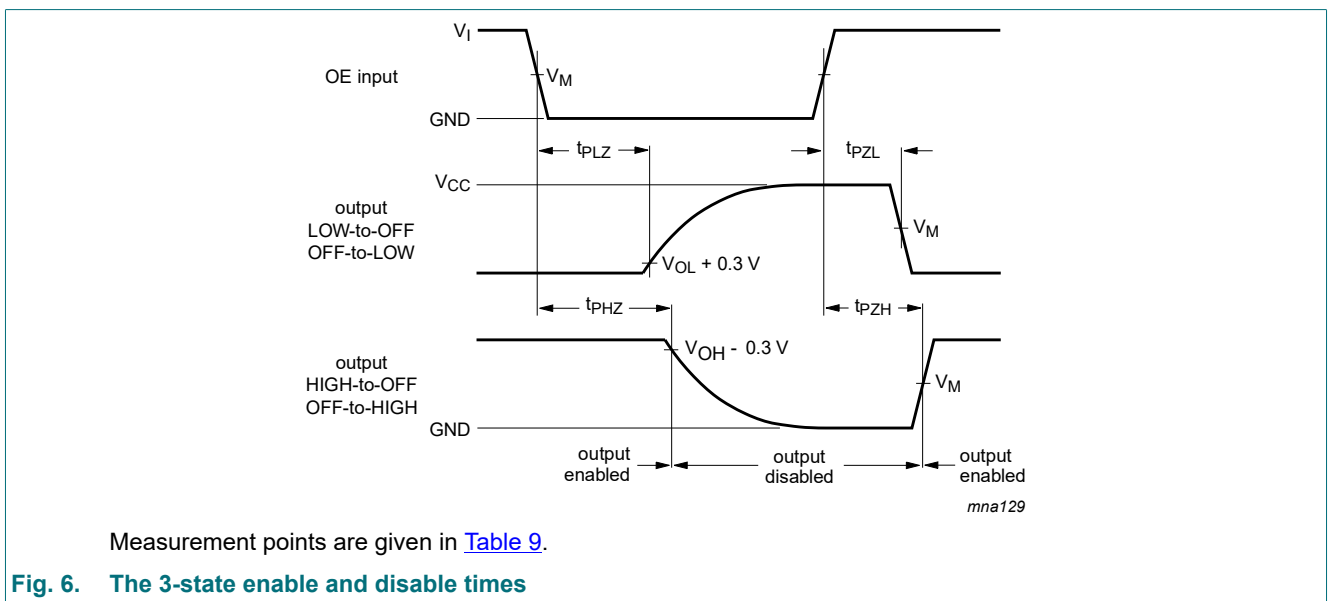 VI
OE input
VM
GND
tPLZ
tPZL
VCC
output
LOW-to-OFF
OFF-to-LOW
VM
VOL + 0.3 V
tPHZ
tPZH
VOH - 0.3 V
output
HIGH-to-OFF
OFF-to-HIGH
VM
GND
output
enabled
output
disabled
output
enabled
mna129
Measurement points are given in Table 9.
Fig. 6. The 3-state enable and disable times